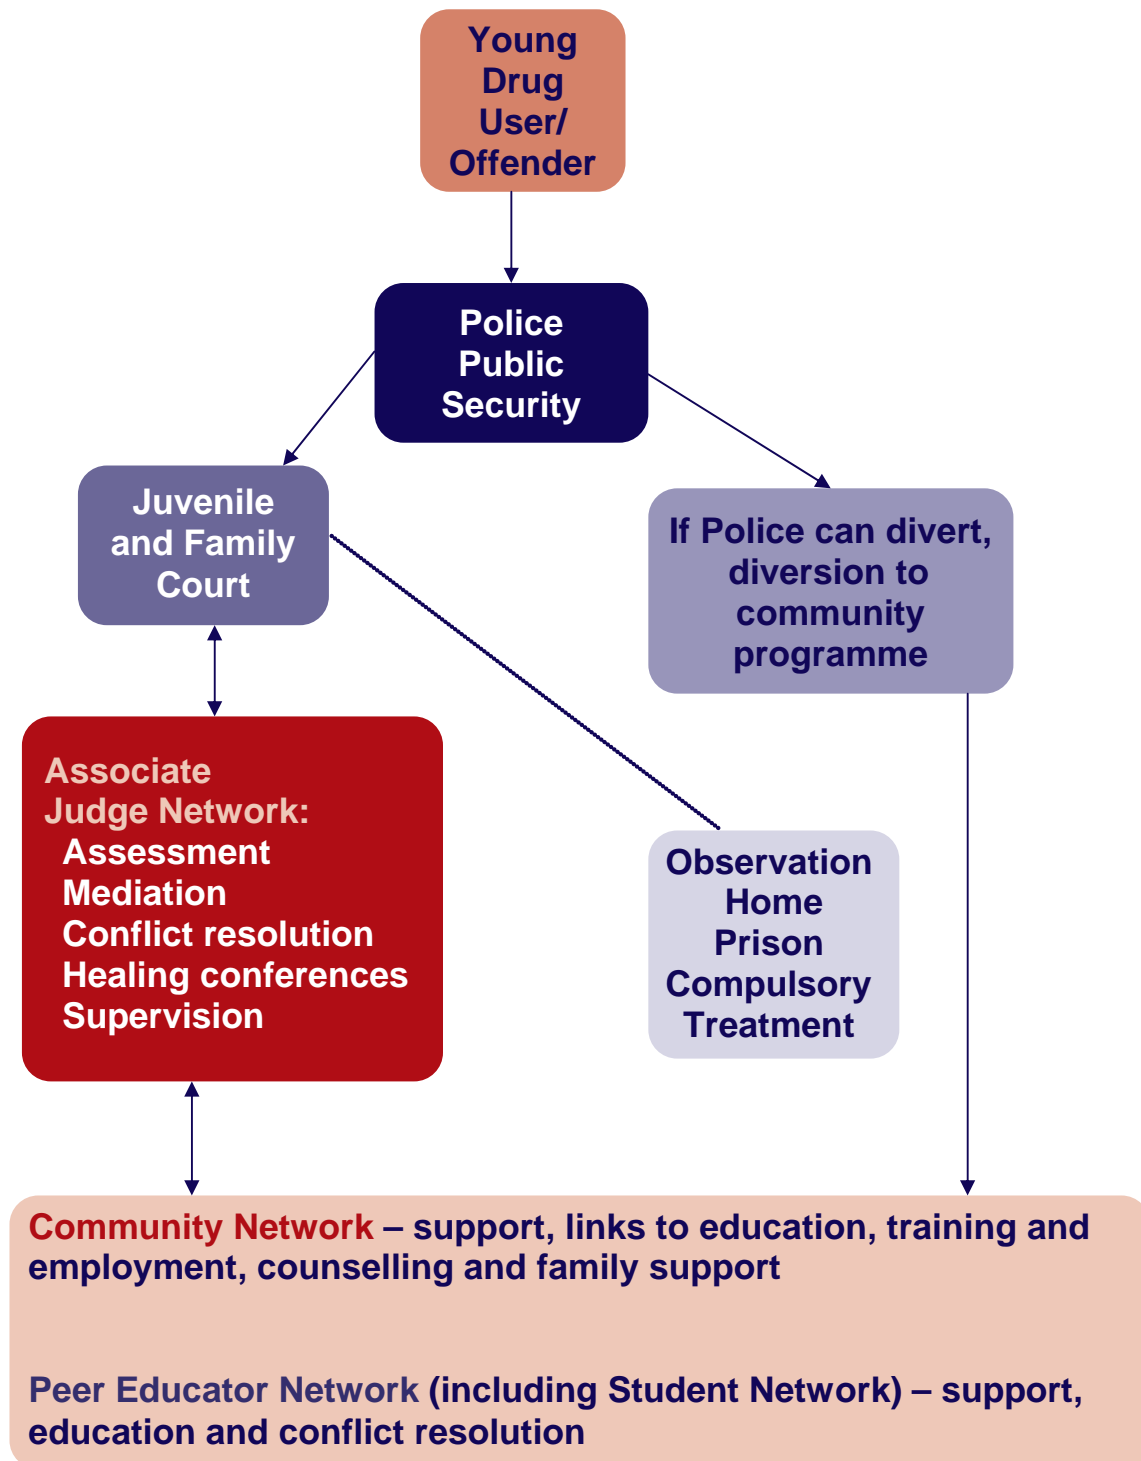 Young
Drug
User/
Offender
Police
Public
Security
Juvenile
and Family
Court
If Police can divert,
diversion to
community
programme
Associate
Judge Network:
Assessment
Mediation
Conflict resolution
Healing conferences
Supervision
Observation
Home
Prison
Compulsory
Treatment
Community Network – support, links to education, training and
employment, counselling and family support
Peer Educator Network (including Student Network) – support,
education and conflict resolution